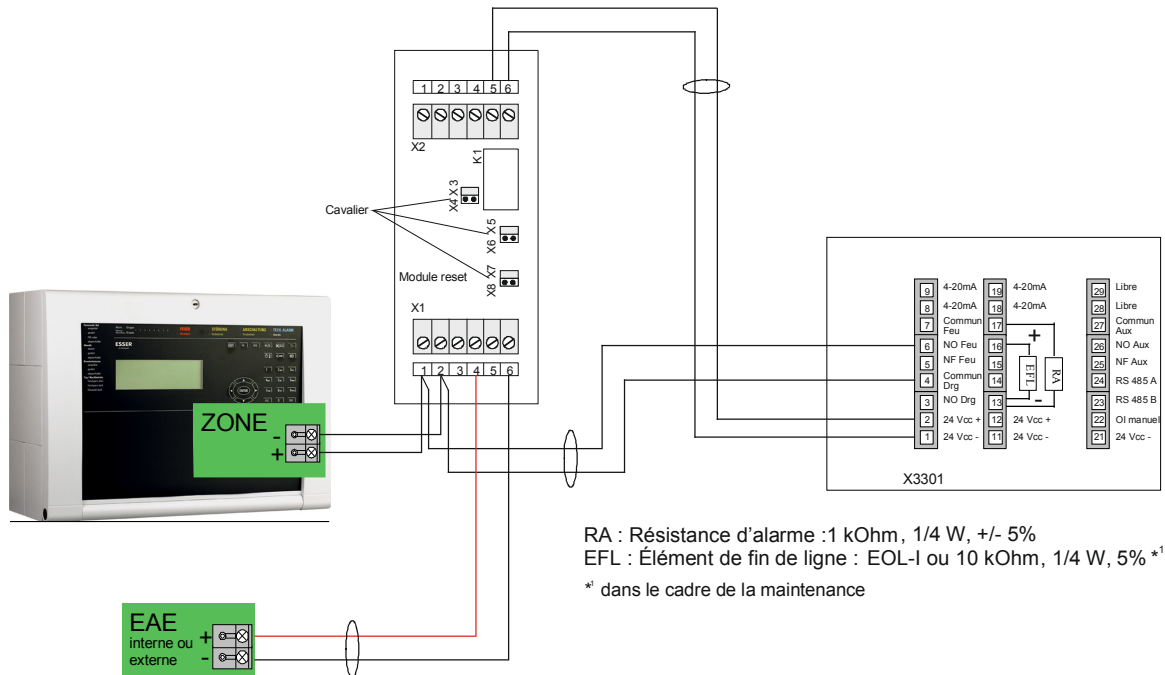 1 2 3 4 5 6
X2
K1
X4 X3
Cavalier
X6 X5
Module reset
X8 X7
X1
1 2 3 4 5 6
FEUER
STÖRUNG
ABSCHALTUNG
TECH. ALARM
ESSER
ENTER
ZONE
-
+
9 4-20mA 19 4-20mA 29 Libre
8 4-20mA 18 4-20mA 28 Libre
7 Commun Feu 17 27 Commun Aux
6 NO Feu 16 26 NO Aux
5 NF Feu 15 25 NF Aux
4 Commun Drg 14 24 RS 485 A
3 NO Drg 13 23 RS 485 B
2 24 Vcc + 12 24 Vcc + 22 OI manuel
1 24 Vcc - 11 24 Vcc - 21 24 Vcc -
+
EFL
RA
-
X3301
RA : Résistance d'alarme :1 kOhm, 1/4 W, +/- 5%
EFL : Élément de fin de ligne : EOL-I ou 10 kOhm, 1/4 W, 5% *¹
*¹ dans le cadre de la maintenance
EAE
interne ou
externe
+
-